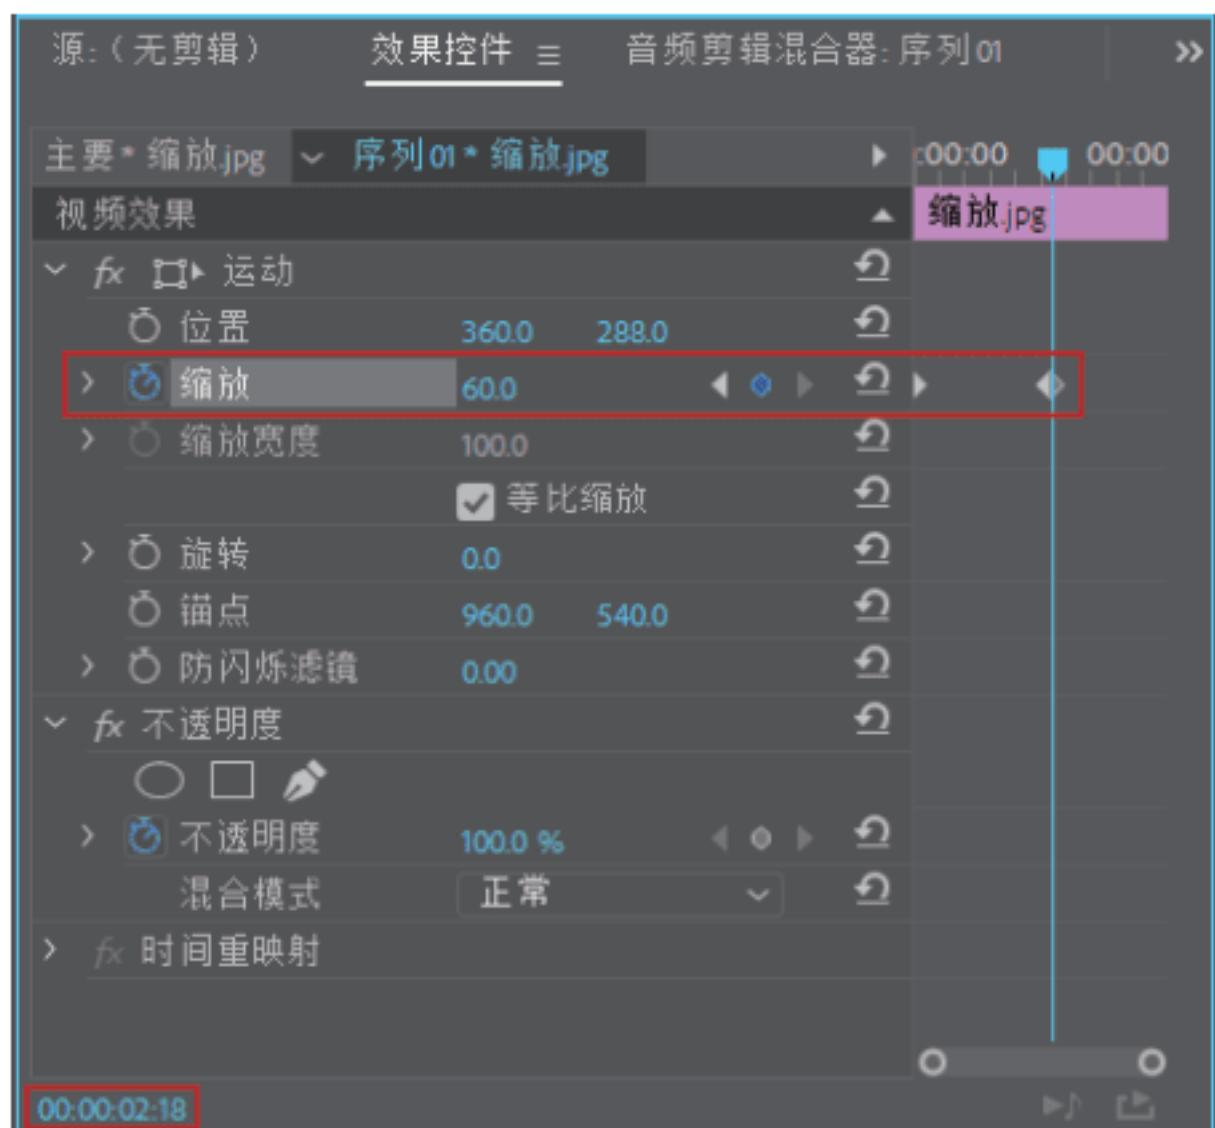 源:（无剪辑） 效果控件 音频剪辑混合器: 序列 01
主要* 缩放.jpg 序列 01 * 缩放.jpg :00:00 00:00
视频效果 缩放.jpg
fx 运动
位置 360.0 288.0
缩放 60.0
缩放宽度 100.0
等比缩放
旋转 0.0
锚点 960.0 540.0
防闪烁滤镜 0.00
fx 不透明度
不透明度 100.0 %
混合模式 正常
fx 时间重映射
00:00:02:18